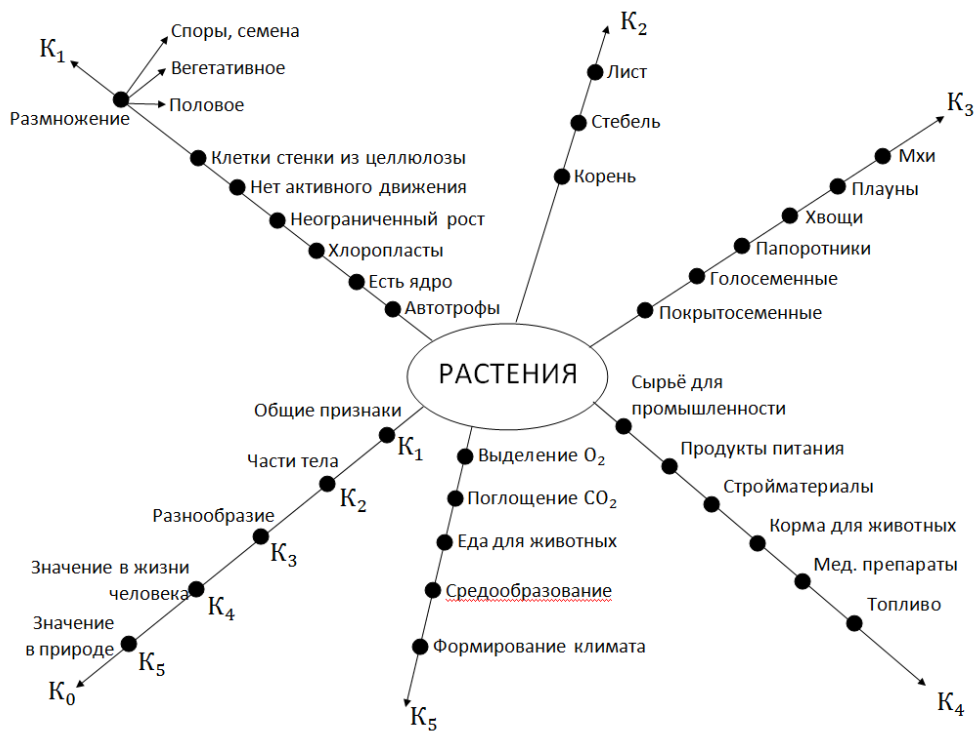 К₁
Споры, семена
Вегетативное
Половое
Размножение
Клетки стенки из целлюлозы
Нет активного движения
Неограниченный рост
Хлоропласты
Есть ядро
Автотрофы
К₂
Лист
Стебель
Корень
К₃
Мхи
Плауны
Хвощи
Папоротники
Голосеменные
Покрытосеменные
РАСТЕНИЯ
Общие признаки
К₁
Части тела
К₂
Разнообразие
К₃
Значение в жизни
человека
К₄
Значение
в природе
К₅
К₀
Выделение О₂
Поглощение СО₂
Еда для животных
Средообразование
Формирование климата
К₅
Сырьё для
промышленности
Продукты питания
Стройматериалы
Корма для животных
Мед. препараты
Топливо
К₄